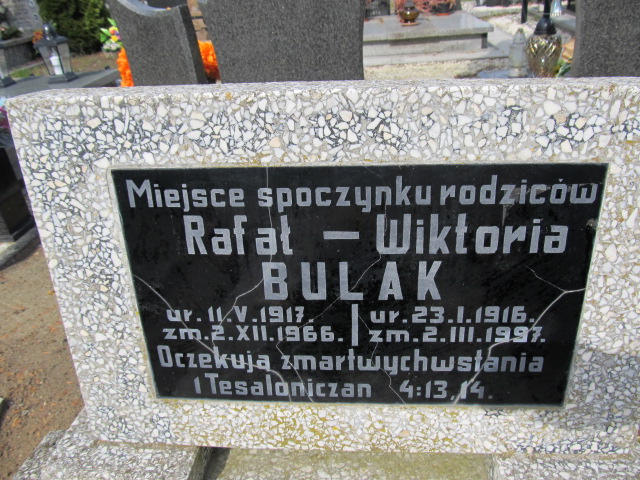 Miejsce spoczynku rodziców
Rafał – Wiktoria
BULAK
ur. 11.V.1917. | ur. 23.I.1916.
zm. 2.XII.1966. | zm. 2.III.1997.
Oczekują zmartwychwstania
1 Tesaloniczan 4:13,14.